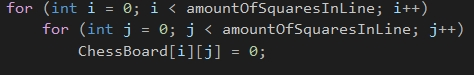 for (int i = 0; i < amountOfSquaresInLine; i++)
for (int j = 0; j < amountOfSquaresInLine; j++)
ChessBoard[i][j] = 0;